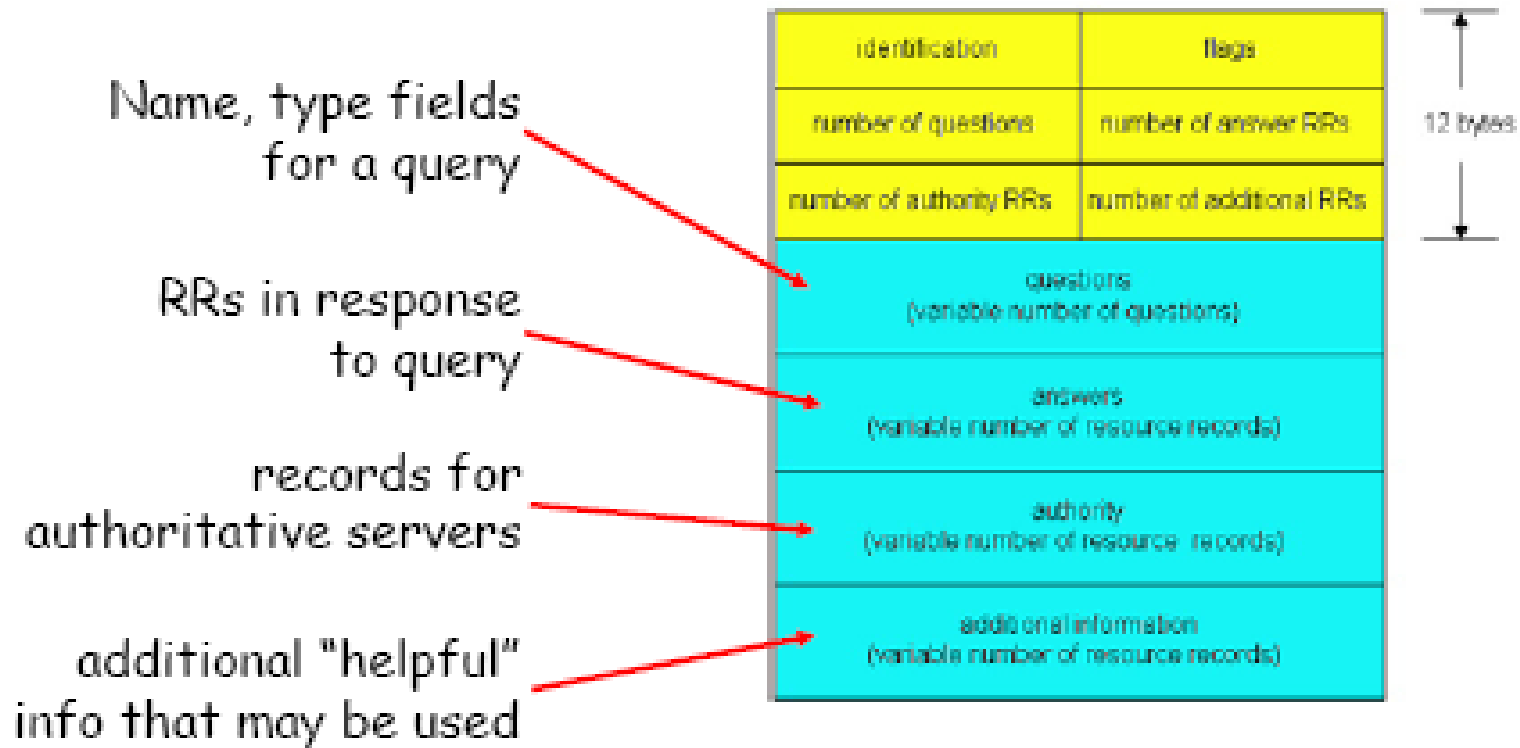 Name, type fields
for a query
RRs in response
to query
records for
authoritative servers
additional "helpful"
info that may be used
identification
flags
number of questions
number of answer RRs
number of authority RRs
number of additional RRs
12 bytes
questions
(variable number of questions)
answers
(variable number of resource records)
authority
(variable number of resource records)
additional information
(variable number of resource records)